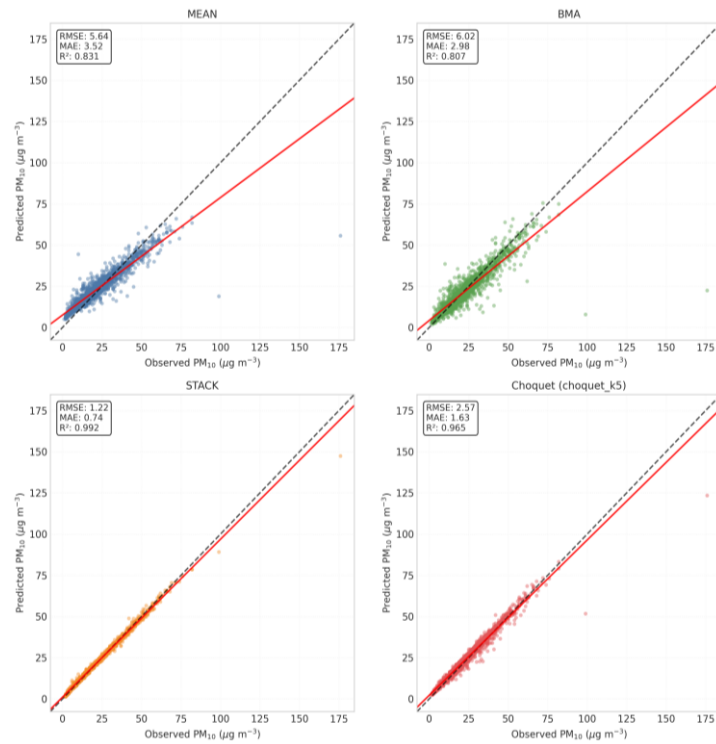 MEAN
RMSE: 5.64
MAE: 3.52
R²: 0.831
175
150
125
100
75
50
25
0
Predicted PM₁₀ (µg m⁻³)
0 25 50 75 100 125 150 175
Observed PM₁₀ (µg m⁻³)
BMA
RMSE: 6.02
MAE: 2.98
R²: 0.807
175
150
125
100
75
50
25
0
Predicted PM₁₀ (µg m⁻³)
0 25 50 75 100 125 150 175
Observed PM₁₀ (µg m⁻³)
STACK
RMSE: 1.22
MAE: 0.74
R²: 0.992
175
150
125
100
75
50
25
0
Predicted PM₁₀ (µg m⁻³)
0 25 50 75 100 125 150 175
Observed PM₁₀ (µg m⁻³)
Choquet (choquet_k5)
RMSE: 2.57
MAE: 1.63
R²: 0.965
175
150
125
100
75
50
25
0
Predicted PM₁₀ (µg m⁻³)
0 25 50 75 100 125 150 175
Observed PM₁₀ (µg m⁻³)